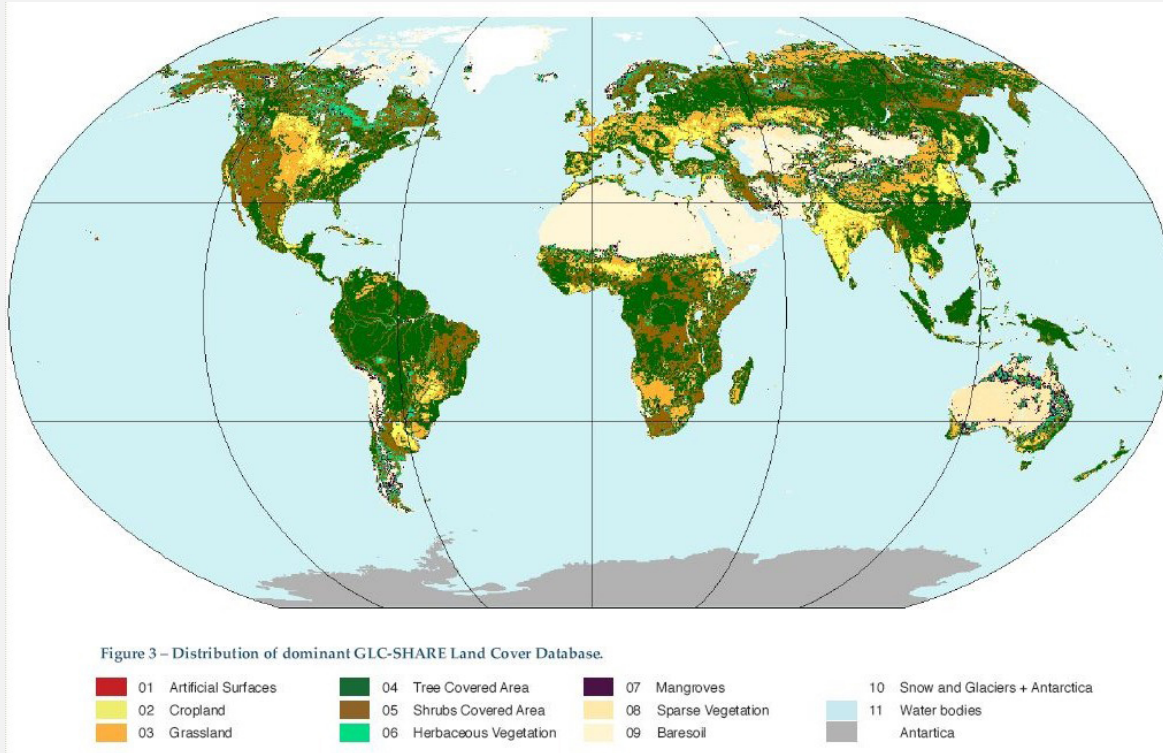 Figure 3 – Distribution of dominant GLC-SHARE Land Cover Database.
01 Artificial Surfaces
02 Cropland
03 Grassland
04 Tree Covered Area
05 Shrubs Covered Area
06 Herbaceous Vegetation
07 Mangroves
08 Sparse Vegetation
09 Baresoil
10 Snow and Glaciers + Antarctica
11 Water bodies
Antartica